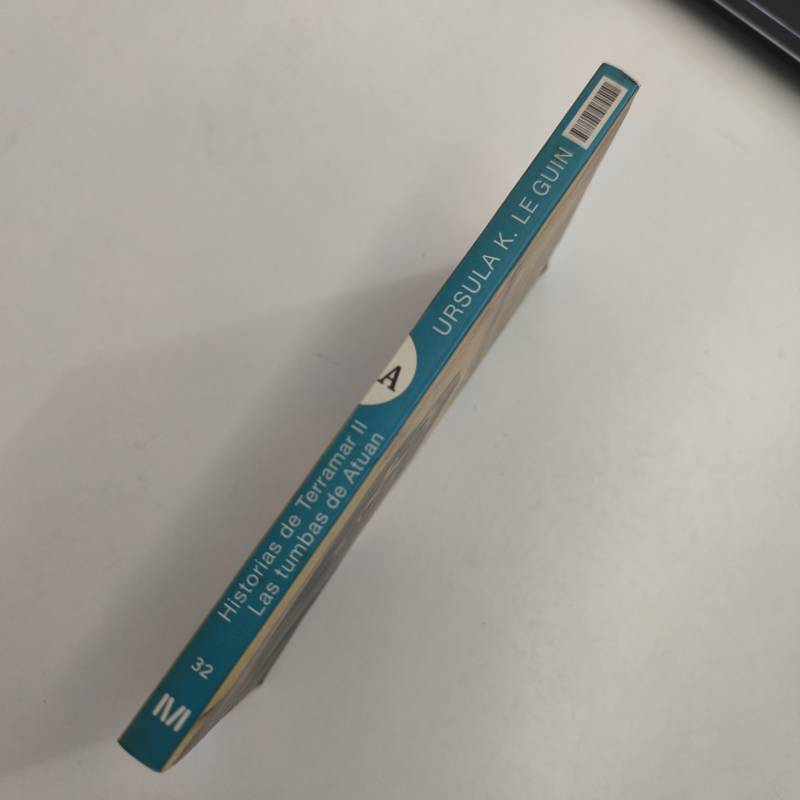 URSULA K. LE GUIN
A
Historias de Terramar II
Las tumbas de Atuan
32
M